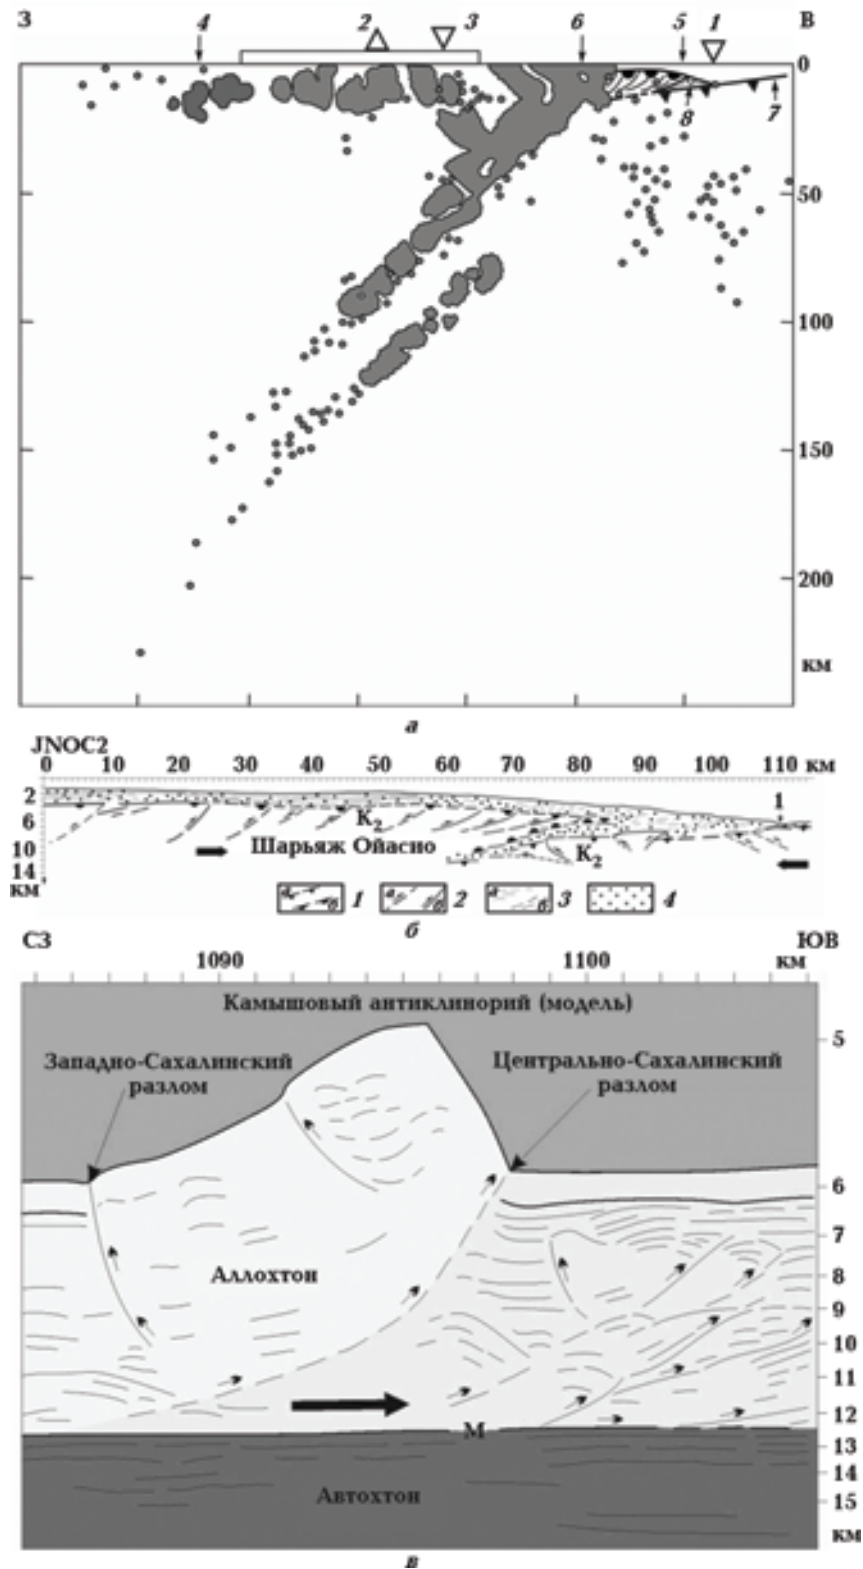 З 4 2 3 6 5 1 В
0
8 7
50
100
150
200
км
а
JNOC2
0 10 20 30 40 50 60 70 80 90 100 110 км
2
6
10
14
км
К2
1
Шарьяж Ойасио
К2
а б 1 а б 2 а б 3 4
б
СЗ ЮВ
1090 1100 км
Камышовый антиклинорий (модель)
5
Западно-Сахалинский
разлом
Центрально-Сахалинский
разлом
6
7
Аллохтон
8
9
10
11
12
М
13
14
Автохтон
15
км
в